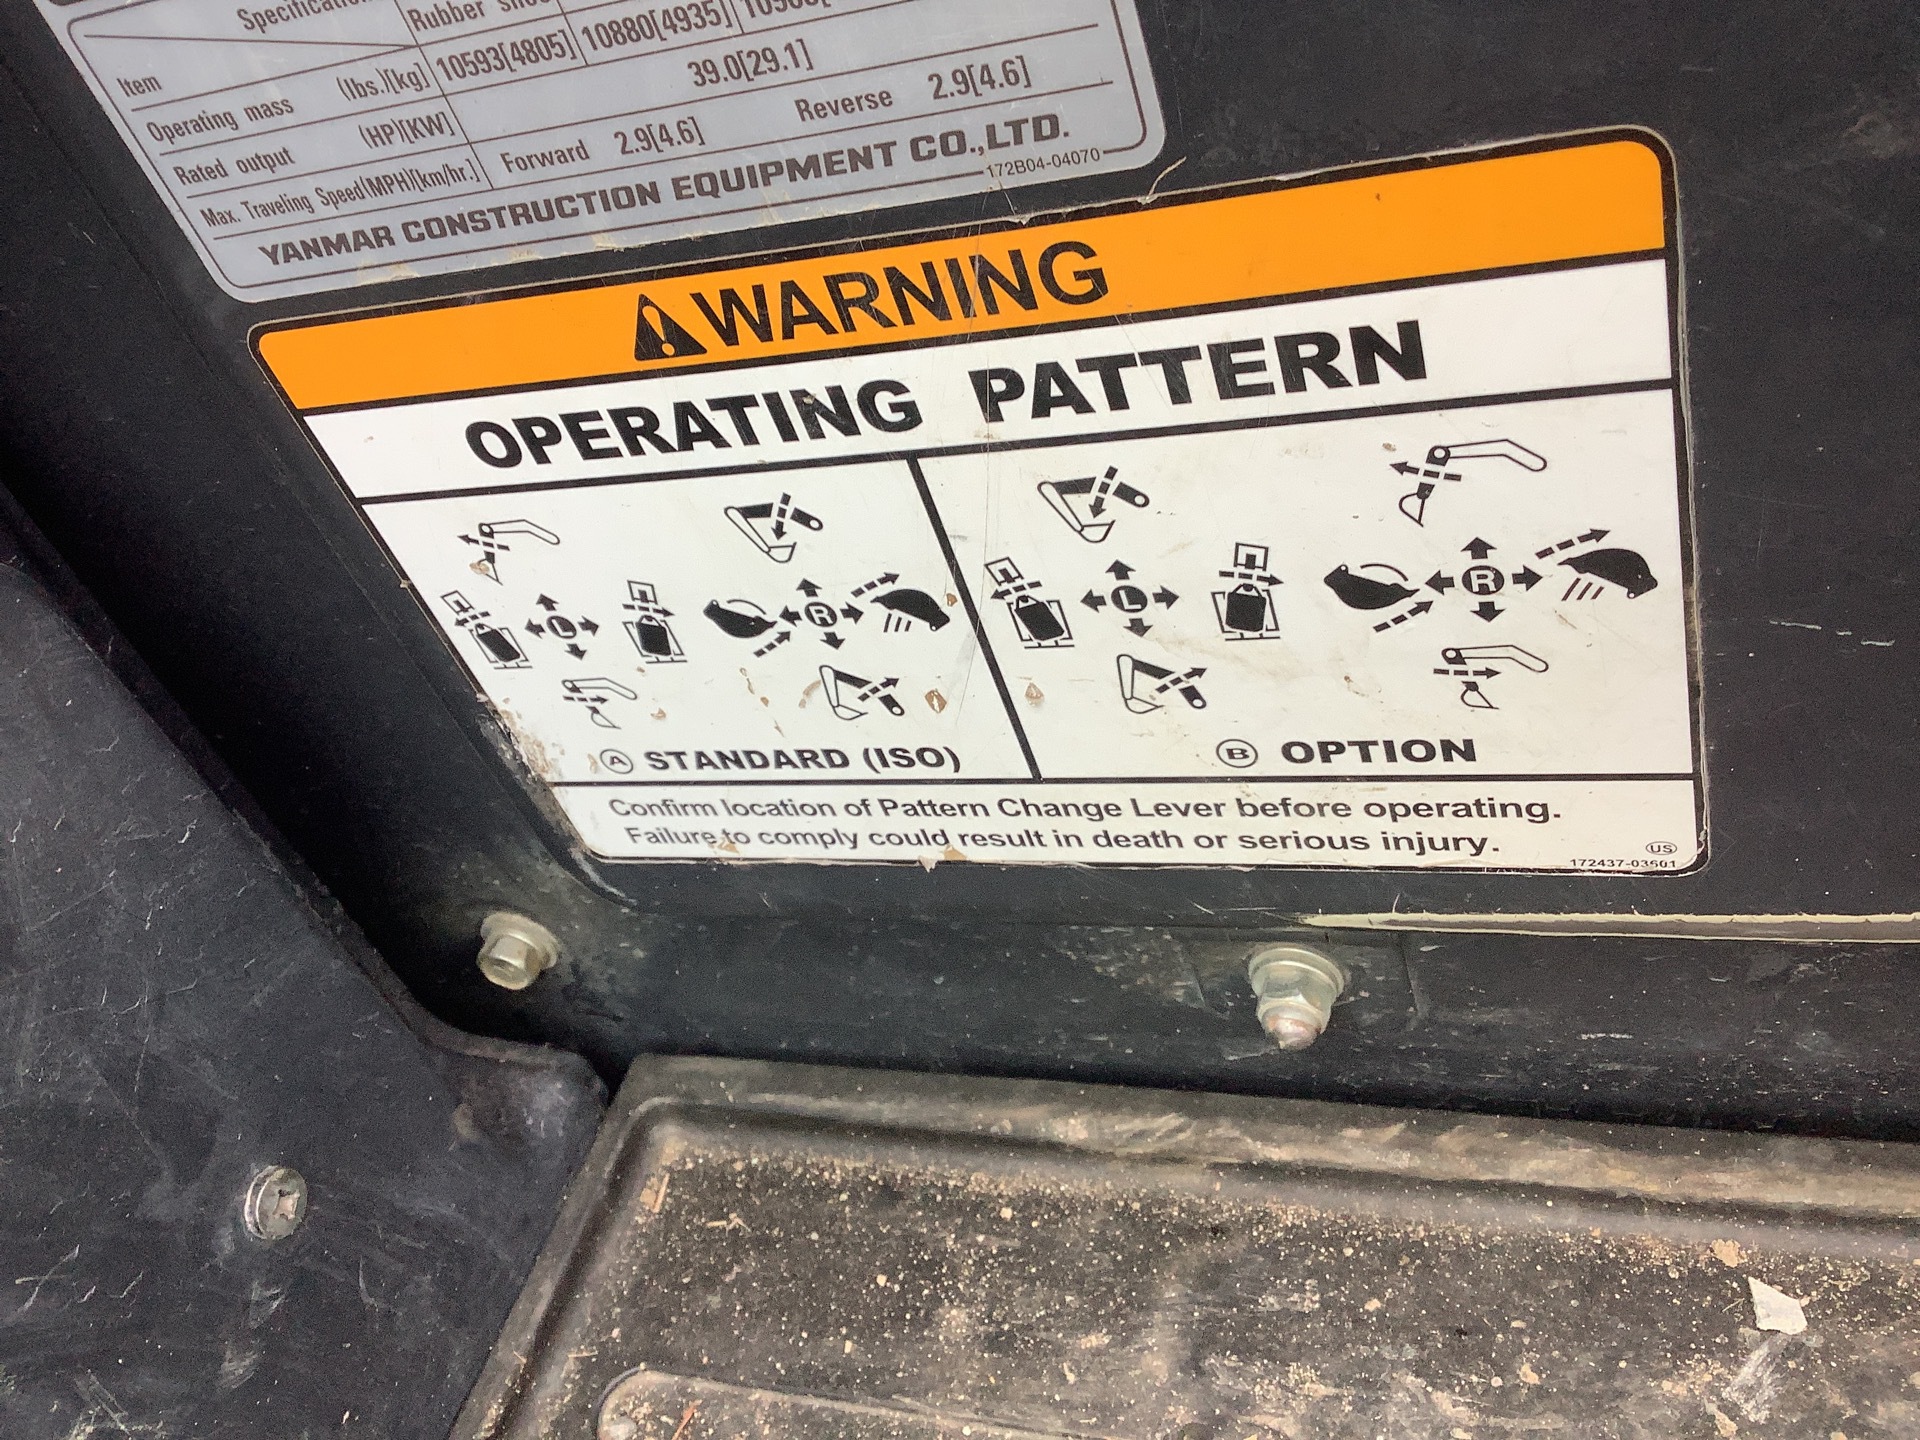 Rubber
Item
Operating mass (lbs.)[kg] 10593[4805] 10880[4935]
Rated output (HP)[KW] 39.0[29.1]
Max. Traveling Speed(MPH)[km/hr.] Forward 2.9[4.6] Reverse 2.9[4.6]
YANMAR CONSTRUCTION EQUIPMENT CO.,LTD.
172B04-04070
WARNING
OPERATING PATTERN
L R L R
A STANDARD (ISO) B OPTION
Confirm location of Pattern Change Lever before operating.
Failure to comply could result in death or serious injury.
US
172437-03501